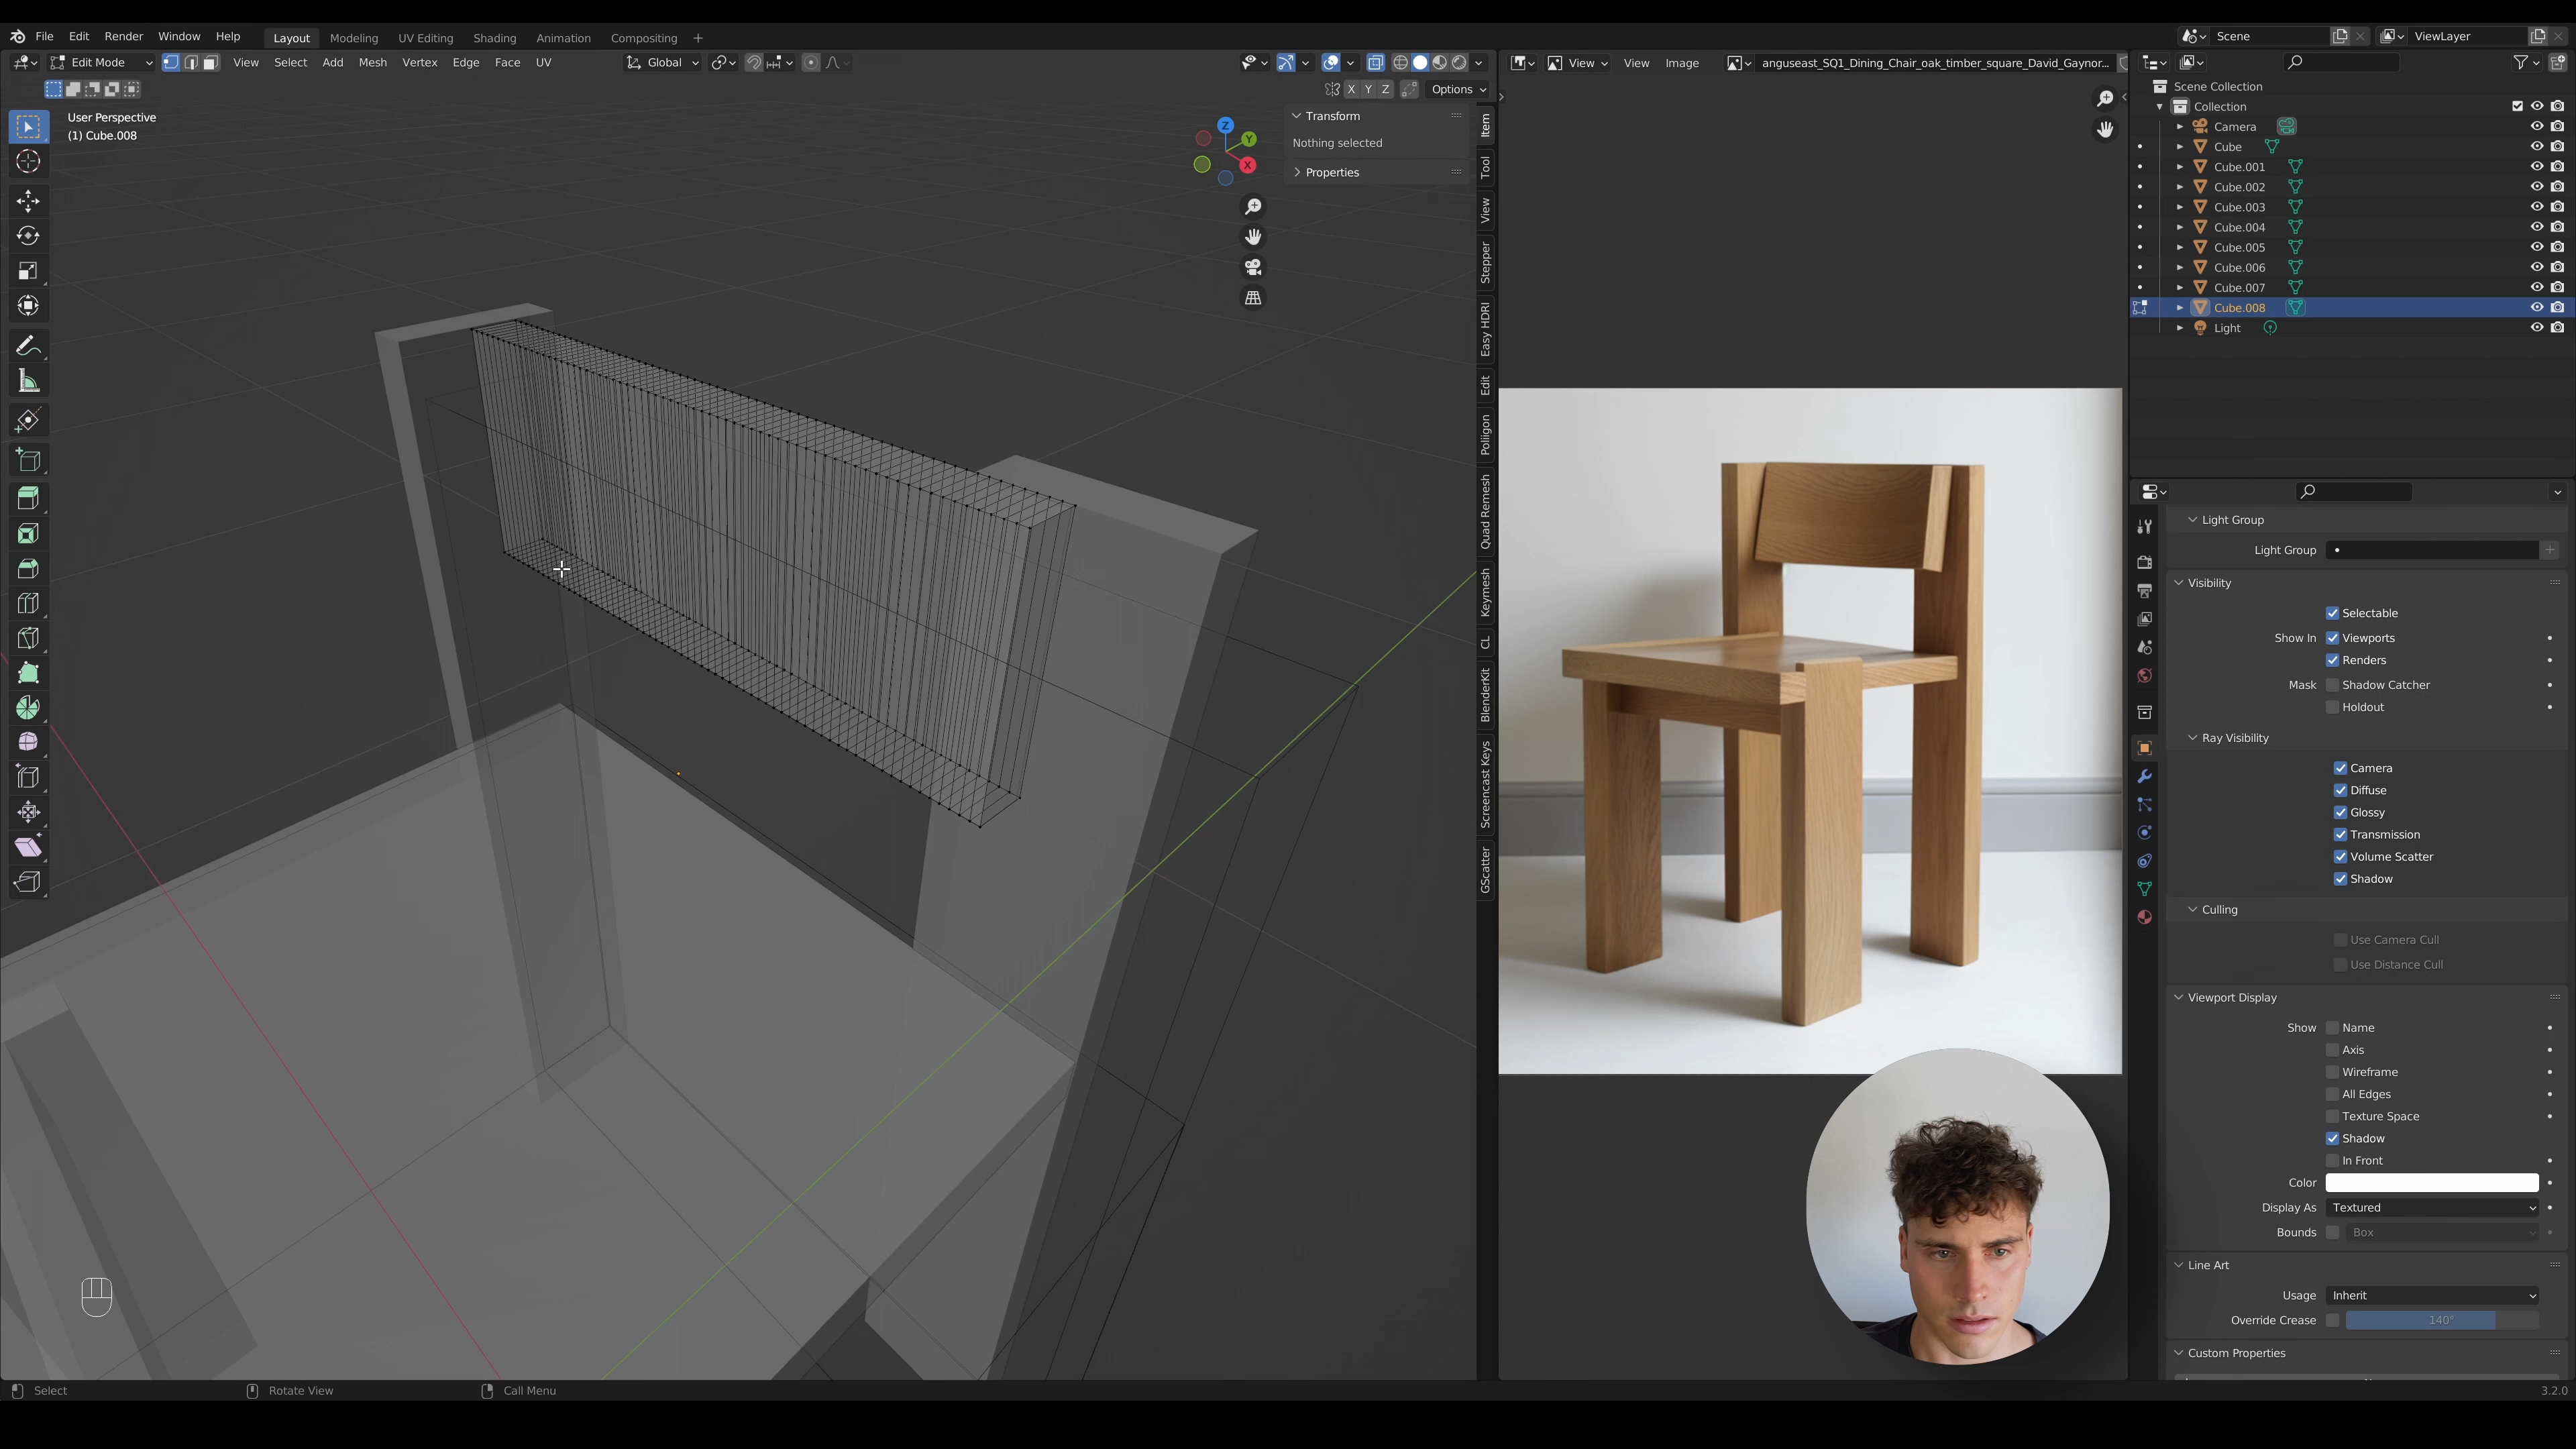 File Edit Render Window Help Layout Modeling UV Editing Shading Animation Compositing + Scene ViewLayer
Edit Mode View Select Add Mesh Vertex Edge Face UV Global View View Image anguseast_SQ1_Dining_Chair_oak_timber_square_David_Gaynor...
X Y Z Options
User Perspective
(1) Cube.008
Z
Y
X
Transform
Nothing selected
Properties
Item
Tool
View
Stepper
Easy HDRI
Edit
Poliigon
Quad Remesh
Keymesh
CL
BlenderKit
Screencast Keys
GScatter
Scene Collection
Collection
Camera
Cube
Cube.001
Cube.002
Cube.003
Cube.004
Cube.005
Cube.006
Cube.007
Cube.008
Light
Light Group
Light Group
Visibility
Selectable
Show In Viewports
Renders
Mask Shadow Catcher
Holdout
Ray Visibility
Camera
Diffuse
Glossy
Transmission
Volume Scatter
Shadow
Culling
Use Camera Cull
Use Distance Cull
Viewport Display
Show Name
Axis
Wireframe
All Edges
Texture Space
Shadow
In Front
Color
Display As Textured
Bounds Box
Line Art
Usage Inherit
Override Crease 140°
Custom Properties
Select Rotate View Call Menu 3.2.0